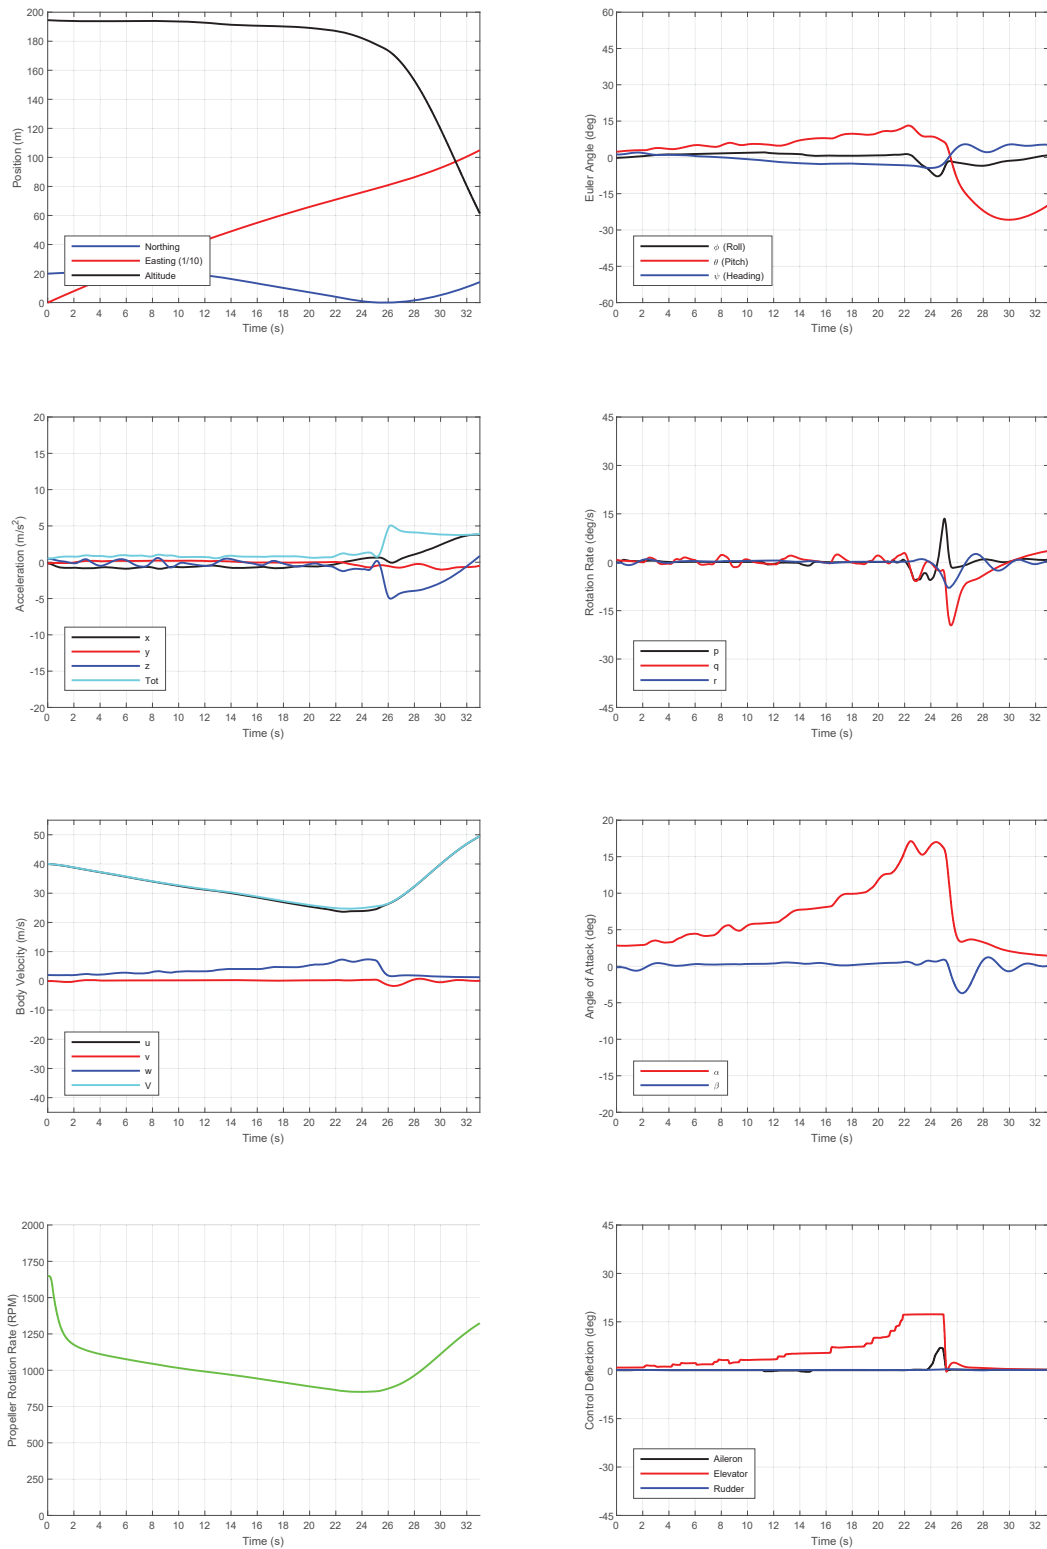 200
180
160
140
120
100
80
60
40
20
0
Position (m)
Northing
Easting (1/10)
Altitude
0 2 4 6 8 10 12 14 16 18 20 22 24 26 28 30 32
Time (s)
60
45
30
15
0
-15
-30
-45
-60
Euler Angle (deg)
ϕ (Roll)
θ (Pitch)
ψ (Heading)
0 2 4 6 8 10 12 14 16 18 20 22 24 26 28 30 32
Time (s)
20
15
10
5
0
-5
-10
-15
-20
Acceleration (m/s²)
x
y
z
Tot
0 2 4 6 8 10 12 14 16 18 20 22 24 26 28 30 32
Time (s)
45
30
15
0
-15
-30
-45
Rotation Rate (deg/s)
p
q
r
0 2 4 6 8 10 12 14 16 18 20 22 24 26 28 30 32
Time (s)
50
40
30
20
10
0
-10
-20
-30
-40
Body Velocity (m/s)
u
v
w
V
0 2 4 6 8 10 12 14 16 18 20 22 24 26 28 30 32
Time (s)
20
15
10
5
0
-5
-10
-15
-20
Angle of Attack (deg)
α
β
0 2 4 6 8 10 12 14 16 18 20 22 24 26 28 30 32
Time (s)
2000
1750
1500
1250
1000
750
500
250
0
Propeller Rotation Rate (RPM)
0 2 4 6 8 10 12 14 16 18 20 22 24 26 28 30 32
Time (s)
45
30
15
0
-15
-30
-45
Control Deflection (deg)
Aileron
Elevator
Rudder
0 2 4 6 8 10 12 14 16 18 20 22 24 26 28 30 32
Time (s)